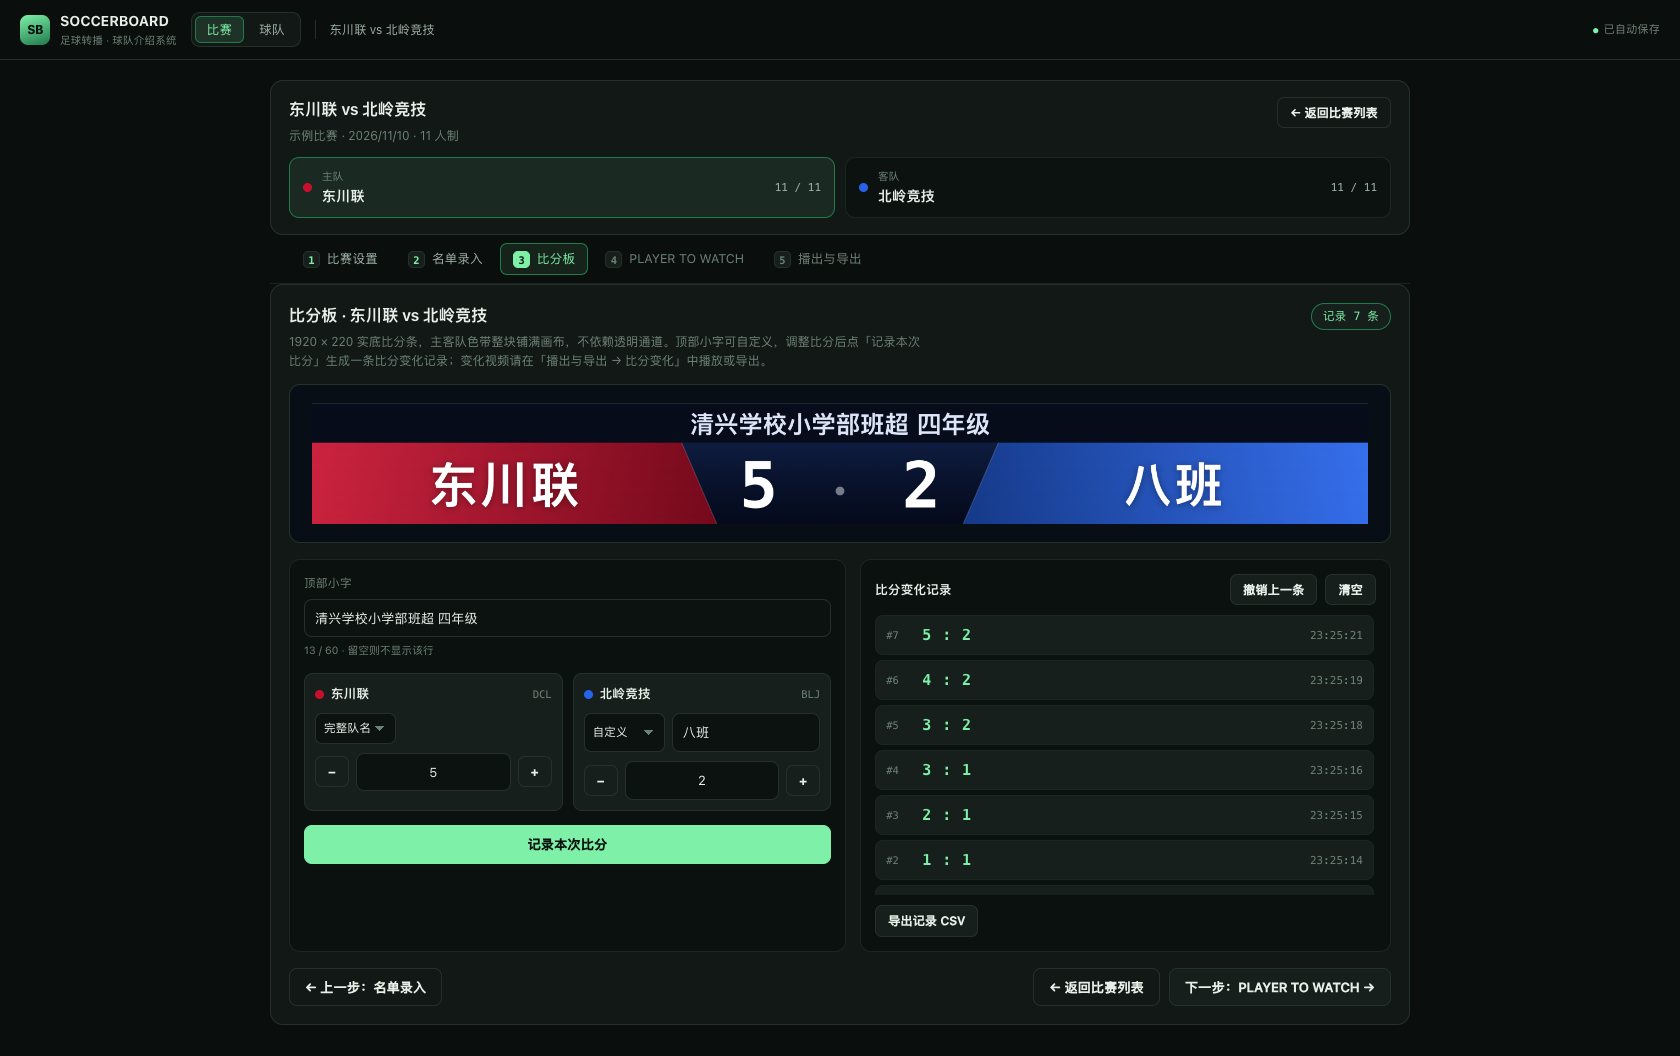 SB
SOCCERBOARD
足球转播 · 球队介绍系统
比赛
球队
东川联 vs 北岭竞技
已自动保存
东川联 vs 北岭竞技
示例比赛 · 2026/11/10 · 11 人制
← 返回比赛列表
主队
东川联
11 / 11
客队
北岭竞技
11 / 11
1 比赛设置
2 名单录入
3 比分板
4 PLAYER TO WATCH
5 播出与导出
比分板 · 东川联 vs 北岭竞技
记录 7 条
1920 × 220 实底比分条，主客队色带整块铺满画布，不依赖透明通道。顶部小字可自定义，调整比分后点「记录本次
比分」生成一条比分变化记录；变化视频请在「播出与导出 → 比分变化」中播放或导出。
清兴学校小学部班超 四年级
东川联 5 · 2 八班
顶部小字
清兴学校小学部班超 四年级
13 / 60 · 留空则不显示该行
东川联 DCL
完整队名
− 5 +
北岭竞技 BLJ
自定义 八班
− 2 +
记录本次比分
比分变化记录
撤销上一条
清空
#7 5 : 2 23:25:21
#6 4 : 2 23:25:19
#5 3 : 2 23:25:18
#4 3 : 1 23:25:16
#3 2 : 1 23:25:15
#2 1 : 1 23:25:14
导出记录 CSV
← 上一步：名单录入
← 返回比赛列表
下一步：PLAYER TO WATCH →